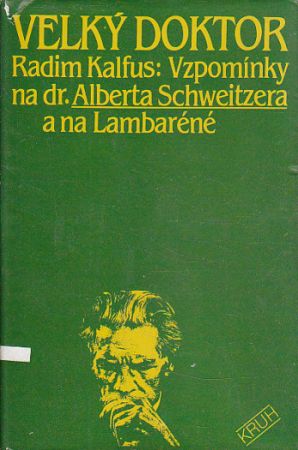 VELKÝ DOKTOR
Radim Kalfus: Vzpomínky
na dr. Alberta Schweitzera
a na Lambaréné
KRUH